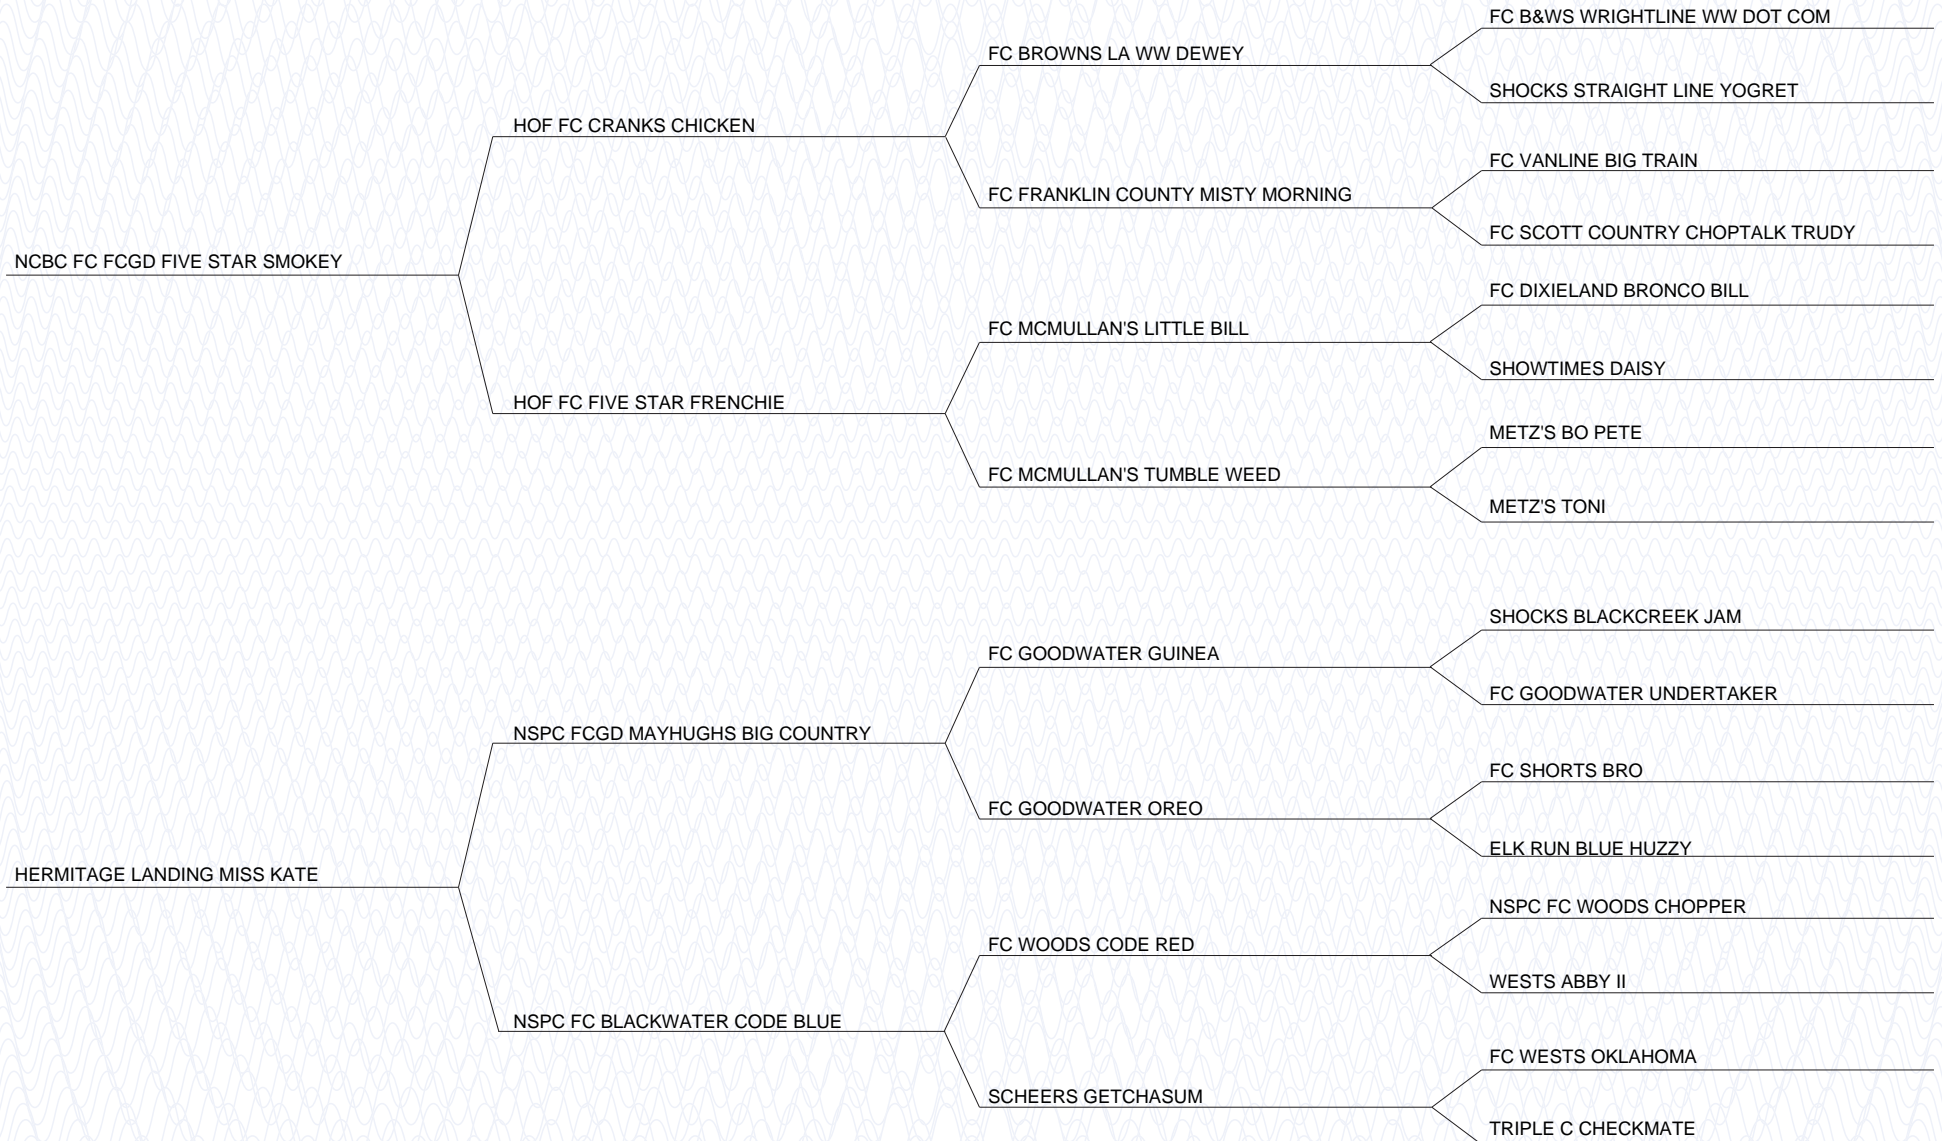 FC B&WS WRIGHTLINE WW DOT COM
FC BROWNS LA WW DEWEY
SHOCKS STRAIGHT LINE YOGRET
HOF FC CRANKS CHICKEN
FC VANLINE BIG TRAIN
FC FRANKLIN COUNTY MISTY MORNING
FC SCOTT COUNTRY CHOPTALK TRUDY
NCBC FC FCGD FIVE STAR SMOKEY
FC DIXIELAND BRONCO BILL
FC MCMULLAN'S LITTLE BILL
SHOWTIMES DAISY
HOF FC FIVE STAR FRENCHIE
METZ'S BO PETE
FC MCMULLAN'S TUMBLE WEED
METZ'S TONI
SHOCKS BLACKCREEK JAM
FC GOODWATER GUINEA
FC GOODWATER UNDERTAKER
NSPC FCGD MAYHUGHS BIG COUNTRY
FC SHORTS BRO
FC GOODWATER OREO
ELK RUN BLUE HUZZY
HERMITAGE LANDING MISS KATE
NSPC FC WOODS CHOPPER
FC WOODS CODE RED
WESTS ABBY II
NSPC FC BLACKWATER CODE BLUE
FC WESTS OKLAHOMA
SCHEERS GETCHASUM
TRIPLE C CHECKMATE